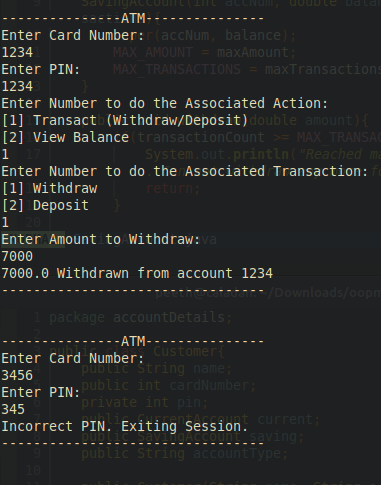 ---------------ATM---------------
Enter Card Number:
1234
Enter PIN:
1234
Enter Number to do the Associated Action:
[1] Transact (Withdraw/Deposit)
[2] View Balance
1
Enter Number to do the Associated Transaction:
[1] Withdraw
[2] Deposit
1
Enter Amount to Withdraw:
7000
7000.0 Withdrawn from account 1234
---------------------------------
---------------ATM---------------
Enter Card Number:
3456
Enter PIN:
345
Incorrect PIN. Exiting Session.
---------------------------------